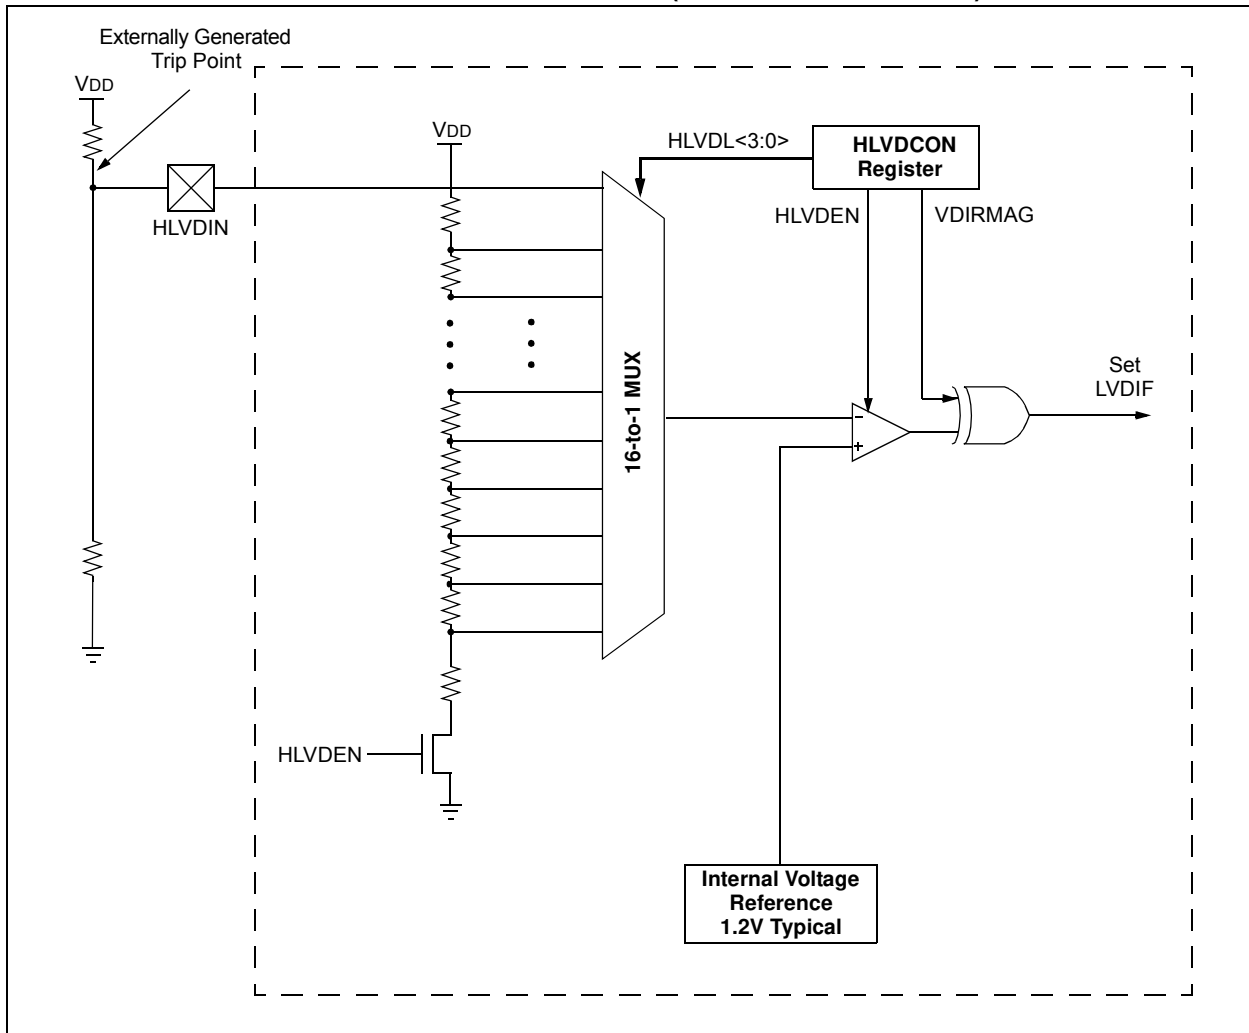 Externally Generated
Trip Point
VDD
VDD
HLVDL<3:0>
HLVDCON
Register
HLVDIN
HLVDEN
VDIRMAG
16-to-1 MUX
Set
LVDIF
-
+
HLVDEN
Internal Voltage
Reference
1.2V Typical